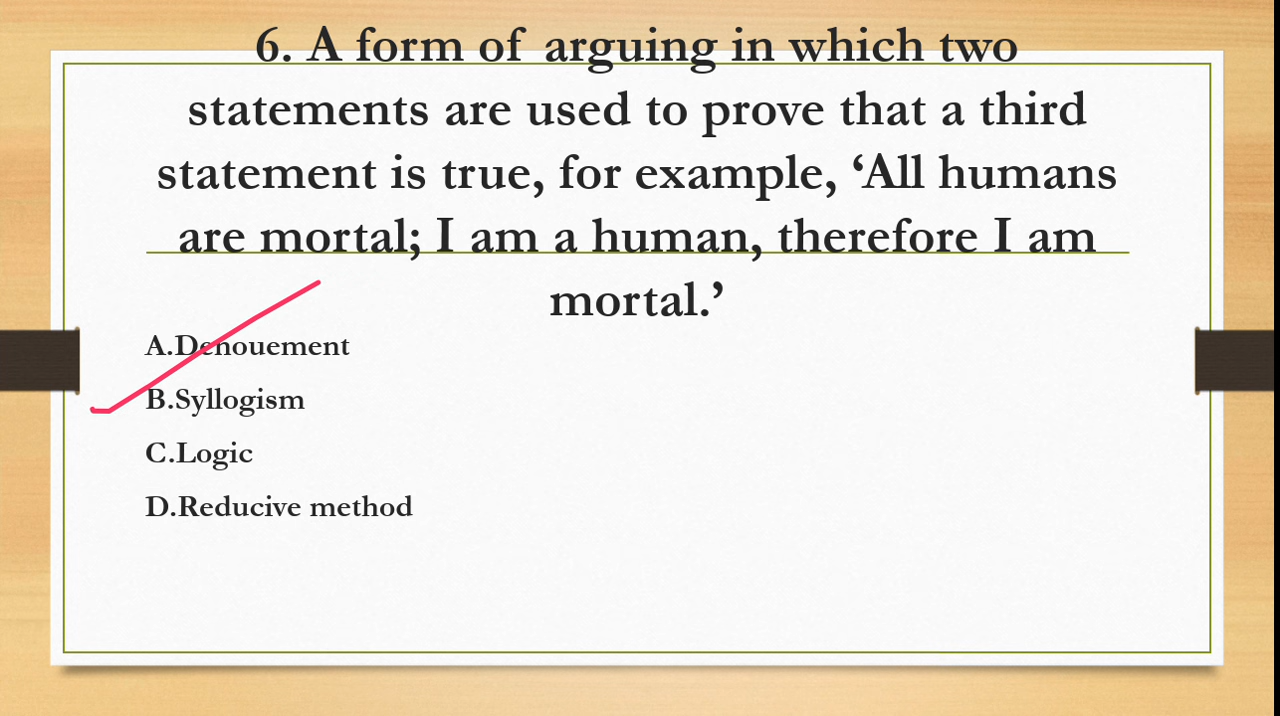 6. A form of arguing in which two
statements are used to prove that a third
statement is true, for example, ‘All humans
are mortal; I am a human, therefore I am
mortal.’
A.Denouement
B.Syllogism
C.Logic
D.Reducive method